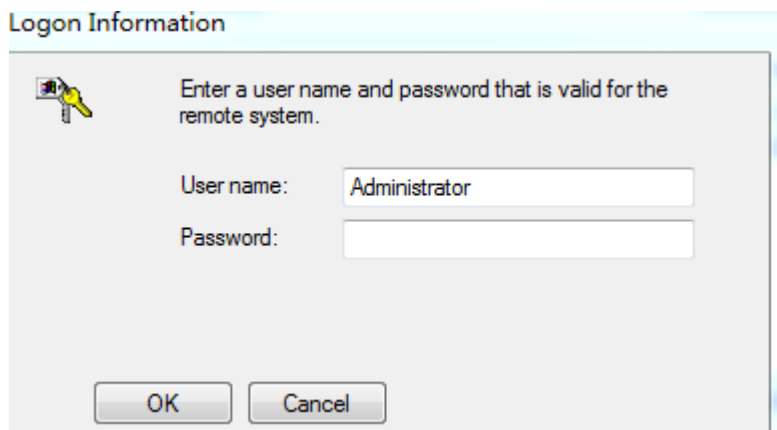 Logon Information
Enter a user name and password that is valid for the
remote system.
User name:
Administrator
Password:
OK
Cancel